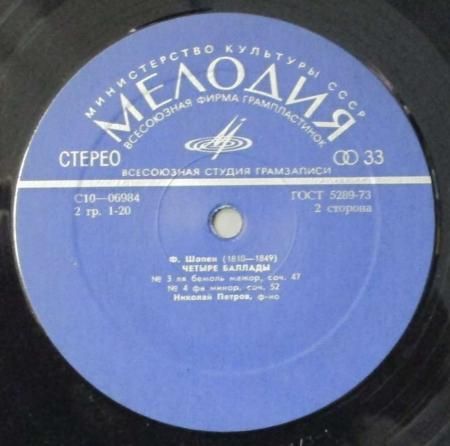 МИНИСТЕРСТВО КУЛЬТУРЫ СССР
МЕЛОДИЯ
ВСЕСОЮЗНАЯ ФИРМА ГРАМПЛАСТИНОК
СТЕРЕО
33
ВСЕСОЮЗНАЯ СТУДИЯ ГРАМЗАПИСИ
С10—06984
ГОСТ 5289-73
2 гр. 1-20
2 сторона
Ф. Шопен (1810—1849)
ЧЕТЫРЕ БАЛЛАДЫ
№ 3 ля бемоль мажор, соч. 47
№ 4 фа минор, соч. 52
Николай Петров, ф-но